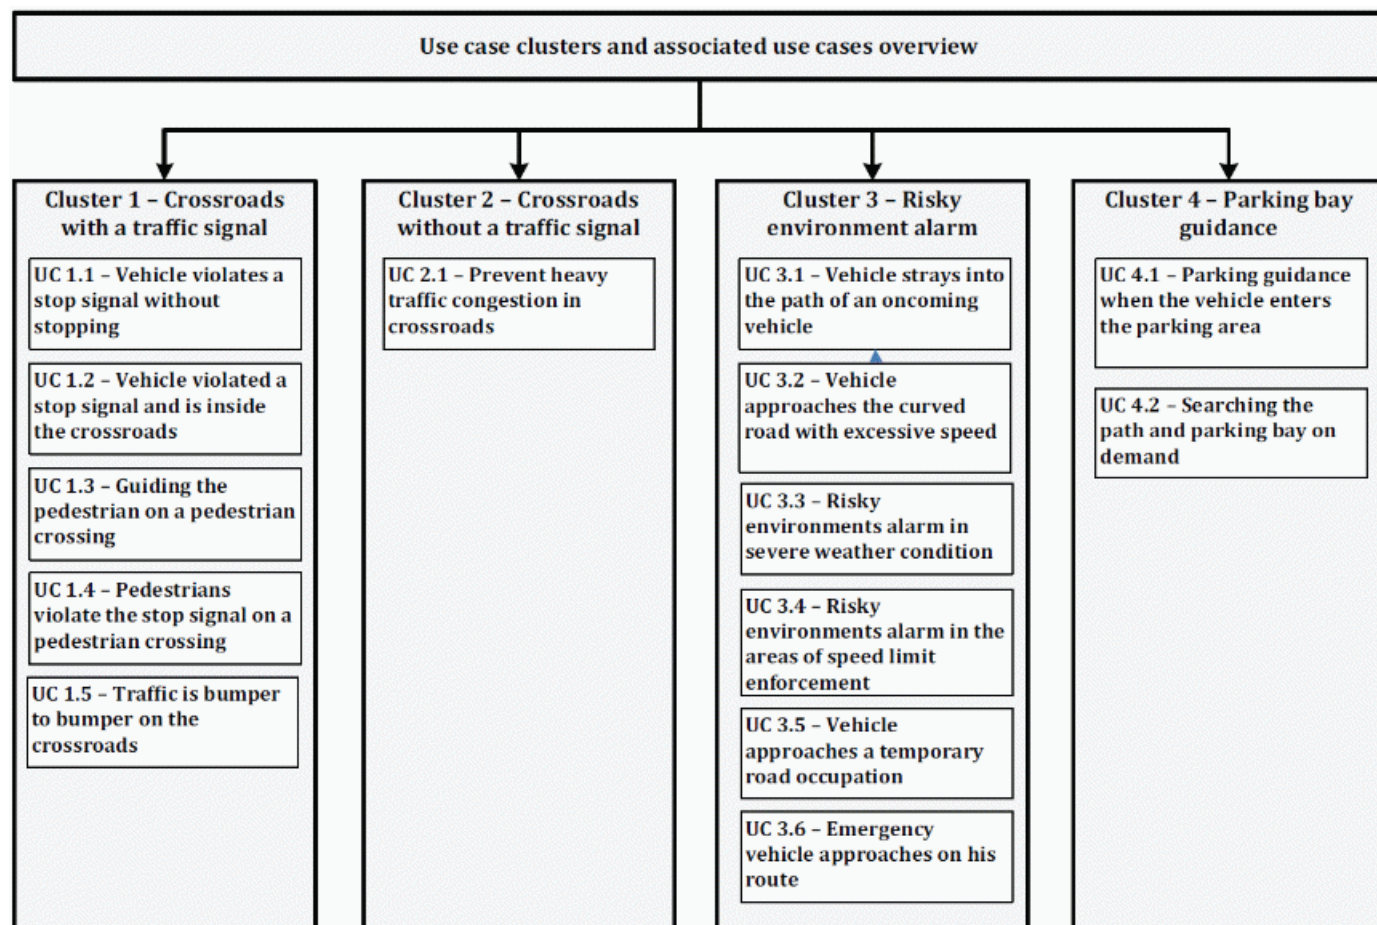 Use case clusters and associated use cases overview
Cluster 1 – Crossroads
with a traffic signal
UC 1.1 – Vehicle violates a
stop signal without
stopping
UC 1.2 – Vehicle violated a
stop signal and is inside
the crossroads
UC 1.3 – Guiding the
pedestrian on a pedestrian
crossing
UC 1.4 – Pedestrians
violate the stop signal on a
pedestrian crossing
UC 1.5 – Traffic is bumper
to bumper on the
crossroads
Cluster 2 – Crossroads
without a traffic signal
UC 2.1 – Prevent heavy
traffic congestion in
crossroads
Cluster 3 – Risky
environment alarm
UC 3.1 – Vehicle strays into
the path of an oncoming
vehicle
UC 3.2 – Vehicle
approaches the curved
road with excessive speed
UC 3.3 – Risky
environments alarm in
severe weather condition
UC 3.4 – Risky
environments alarm in the
areas of speed limit
enforcement
UC 3.5 – Vehicle
approaches a temporary
road occupation
UC 3.6 – Emergency
vehicle approaches on his
route
Cluster 4 – Parking bay
guidance
UC 4.1 – Parking guidance
when the vehicle enters
the parking area
UC 4.2 – Searching the
path and parking bay on
demand